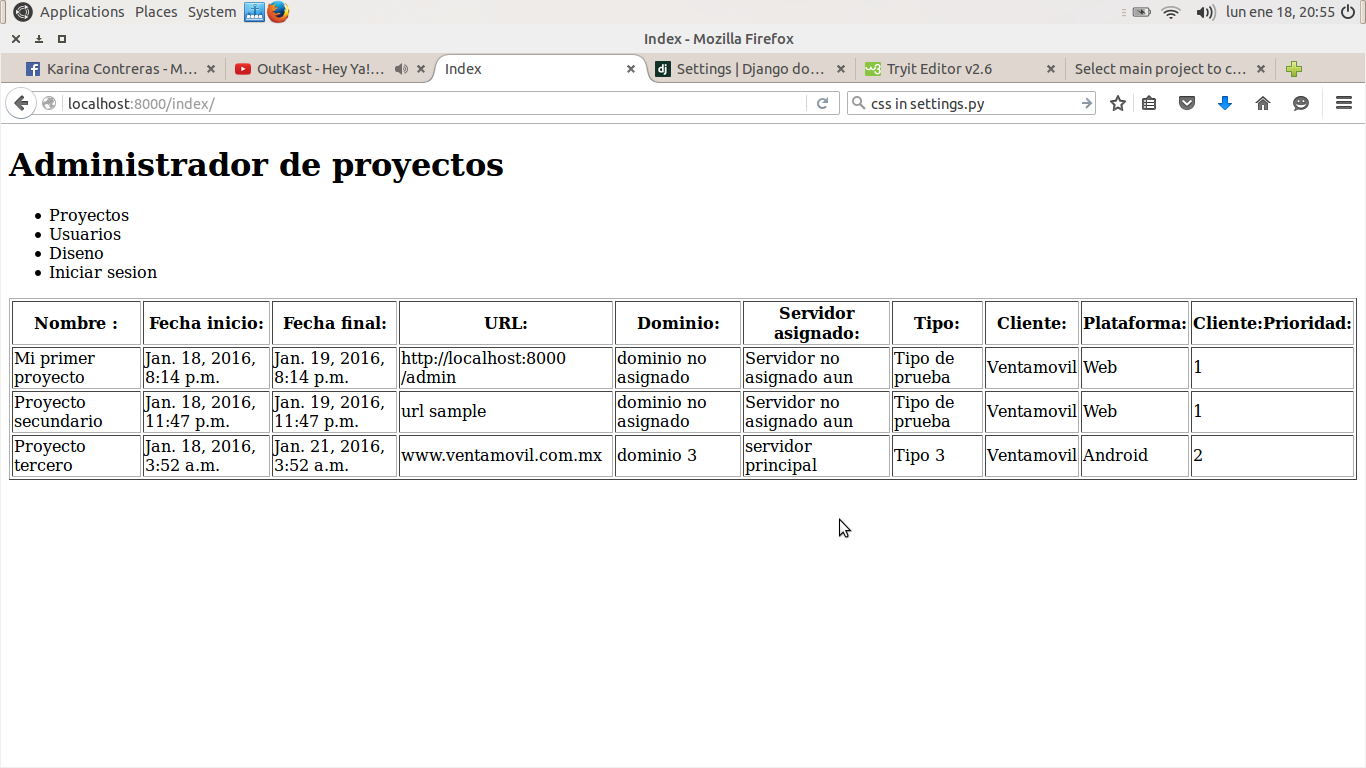 Applications Places System lun ene 18, 20:55
Index - Mozilla Firefox
Karina Contreras - M... OutKast - Hey Ya!... Index Settings | Django do... Tryit Editor v2.6 Select main project to c...
localhost:8000/index/ css in settings.py
Administrador de proyectos
Proyectos
Usuarios
Diseno
Iniciar sesion
Nombre : Fecha inicio: Fecha final: URL: Dominio: Servidor asignado: Tipo: Cliente: Plataforma: Cliente:Prioridad:
Mi primer proyecto Jan. 18, 2016, 8:14 p.m. Jan. 19, 2016, 8:14 p.m. http://localhost:8000/admin dominio no asignado Servidor no asignado aun Tipo de prueba Ventamovil Web 1
Proyecto secundario Jan. 18, 2016, 11:47 p.m. Jan. 19, 2016, 11:47 p.m. url sample dominio no asignado Servidor no asignado aun Tipo de prueba Ventamovil Web 1
Proyecto tercero Jan. 18, 2016, 3:52 a.m. Jan. 21, 2016, 3:52 a.m. www.ventamovil.com.mx dominio 3 servidor principal Tipo 3 Ventamovil Android 2